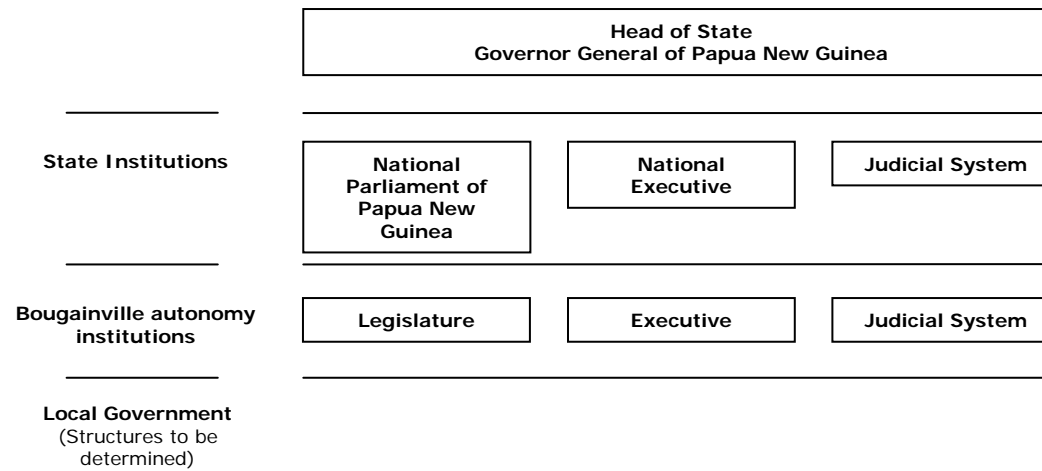 Head of State
Governor General of Papua New Guinea
State Institutions
National
Parliament of
Papua New
Guinea
National
Executive
Judicial System
Bougainville autonomy
institutions
Legislature
Executive
Judicial System
Local Government
(Structures to be
determined)